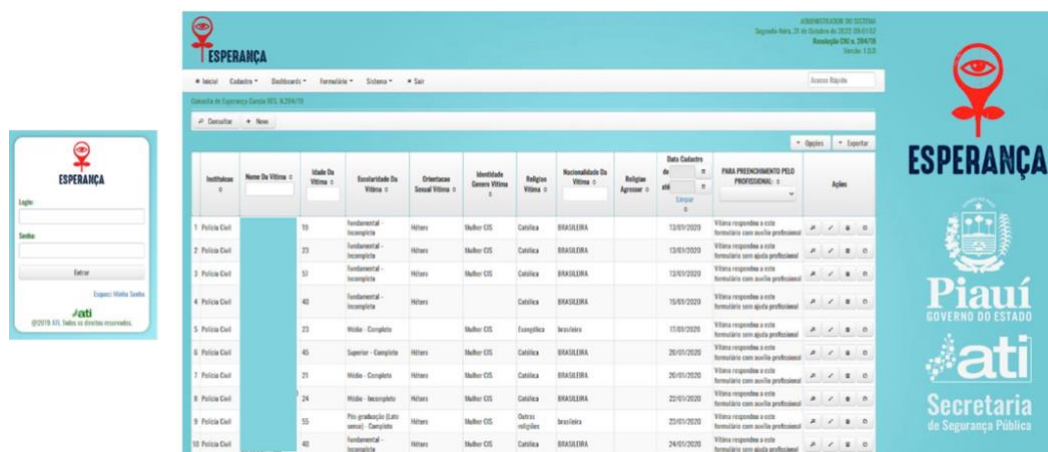 ESPERANÇA
Login:
Senha:
Entrar
Esqueci Minha Senha
ati
@2019 ATI. Todos os direitos reservados.
ESPERANÇA
ADMINISTRADOR DO SISTEMA
Segunda-feira, 31 de Outubro de 2022 09:01:02
Resolução CNJ n. 284/19
Versão 1.0.0
Inicial Cadastro Dashboards Formulário Sistema Sair
Acesso Rápido
Consulta de Esperança Garcia RES. N.284/19
Consultar + Novo
Opções Exportar
Instituicao Nome Da Vítima Idade Da Vítima Escolaridade Da Vítima Orientacao Sexual Vítima Identidade Genero Vítima Religiao Vítima Nacionalidade Da Vítima Religiao Agressor Data Cadastro de até Limpar PARA PREENCHIMENTO PELO PROFISSIONAL: Ações
1 Polícia Civil 19 Fundamental - Incompleto Hétero Mulher CIS Católica BRASILEIRA 13/01/2020 Vítima respondeu a este formulário com auxílio profissional
2 Polícia Civil 23 Fundamental - Incompleto Hétero Mulher CIS Católica BRASILEIRA 13/01/2020 Vítima respondeu a este formulário sem ajuda profissional
3 Polícia Civil 51 Fundamental - Incompleto Hétero Mulher CIS Católica BRASILEIRA 13/01/2020 Vítima respondeu a este formulário sem ajuda profissional
4 Polícia Civil 40 Fundamental - Incompleto Hétero Católica BRASILEIRA 15/01/2020 Vítima respondeu a este formulário sem ajuda profissional
5 Polícia Civil 23 Médio - Completo Mulher CIS Evangélica brasileira 17/01/2020 Vítima respondeu a este formulário sem ajuda profissional
6 Polícia Civil 45 Superior - Completo Hétero Mulher CIS Católica BRASILEIRA 20/01/2020 Vítima respondeu a este formulário com auxílio profissional
7 Polícia Civil 21 Médio - Completo Hétero Mulher CIS Católica BRASILEIRA 20/01/2020 Vítima respondeu a este formulário com auxílio profissional
8 Polícia Civil 24 Médio - Incompleto Hétero Mulher CIS Católica BRASILEIRA 22/01/2020 Vítima respondeu a este formulário com auxílio profissional
9 Polícia Civil 55 Pós-graduação (Lato sensu) - Completo Hétero Mulher CIS Outras religiões brasileira 23/01/2020 Vítima respondeu a este formulário com auxílio profissional
10 Polícia Civil 40 Fundamental - Incompleto Hétero Mulher CIS Católica BRASILEIRA 24/01/2020 Vítima respondeu a este formulário sem ajuda profissional
ESPERANÇA
Piauí
GOVERNO DO ESTADO
ati
Secretaria
de Segurança Pública